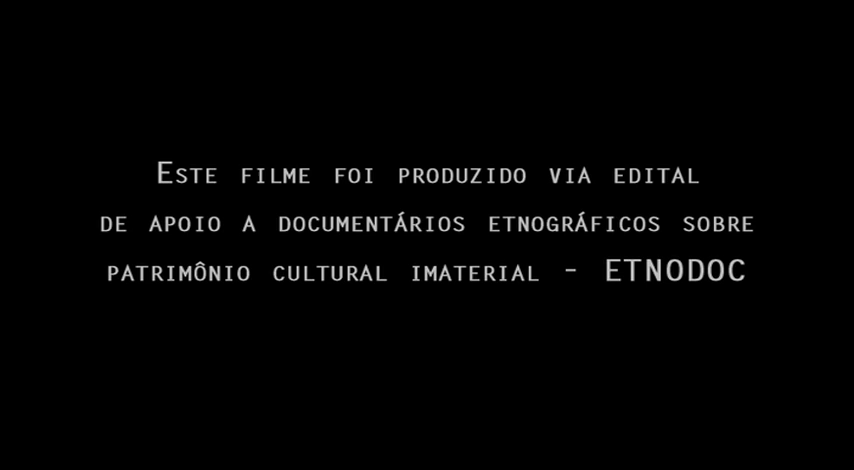 Este filme foi produzido via edital
de apoio a documentários etnográficos sobre
patrimônio cultural imaterial - ETNODOC